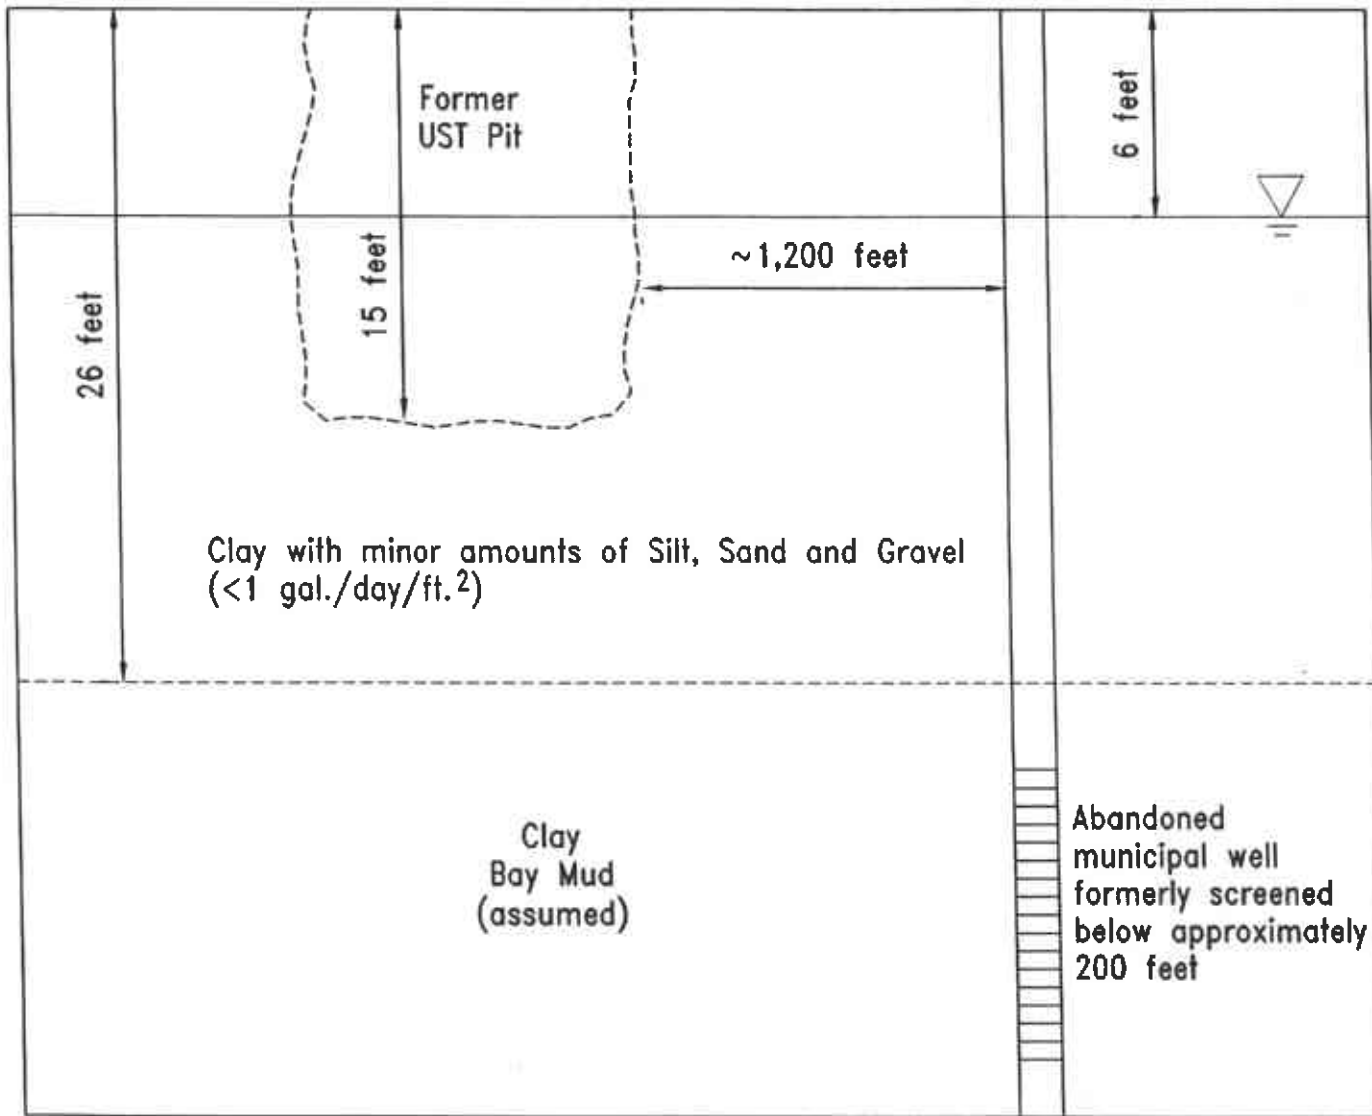 Former
UST Pit
6 feet
26 feet
15 feet
~1,200 feet
Clay with minor amounts of Silt, Sand and Gravel
(<1 gal./day/ft.²)
Clay
Bay Mud
(assumed)
Abandoned
municipal well
formerly screened
below approximately
200 feet